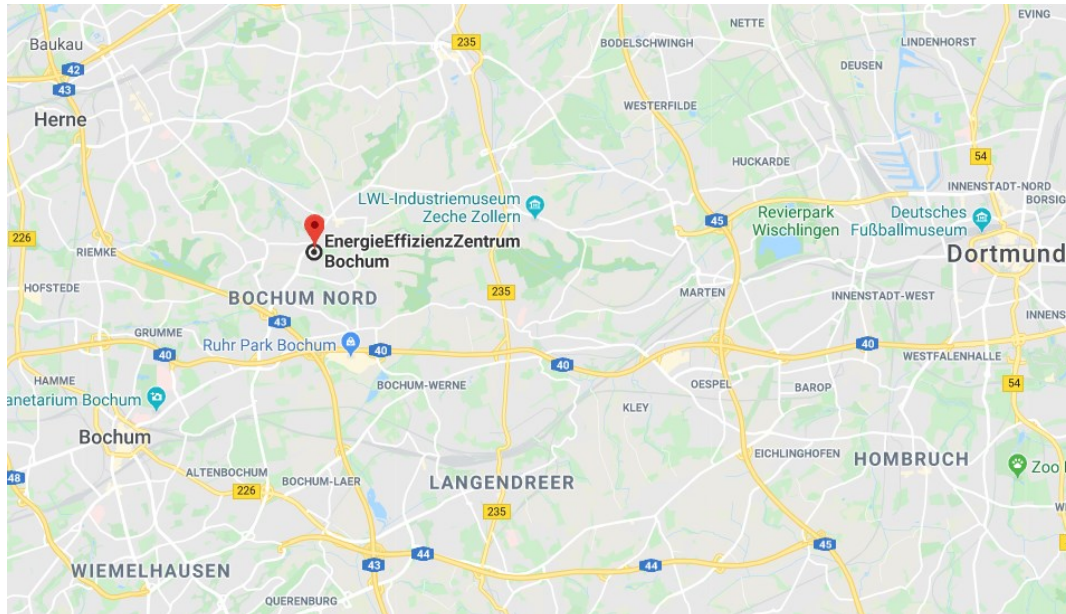 NETTE
EVING
Baukau
235
BODELSCHWINGH
LINDENHORST
42
DEUSEN
43
WESTERFILDE
Herne
HUCKARDE
54
INNENSTADT-NORD
LWL-Industriemuseum
Zeche Zollern
BORSIG
45
Revierpark
Wischlingen
Deutsches
Fußballmuseum
226
RIEMKE
EnergieEffizienzZentrum
Bochum
Dortmund
HOFSTEDE
BOCHUM NORD
235
MARTEN
INNENSTADT-WEST
43
INNENS
GRUMME
Ruhr Park Bochum
40
40
40
40
WESTFALENHALLE
HAMME
BOCHUM-WERNE
OESPEL
BAROP
54
anetarium Bochum
KLEY
Bochum
EICHLINGHOFEN
HOMBRUCH
ALTENBOCHUM
48
BOCHUM-LAER
LANGENDREER
Zoo
226
235
45
44
43
44
WIEMELHAUSEN
QUERENBURG